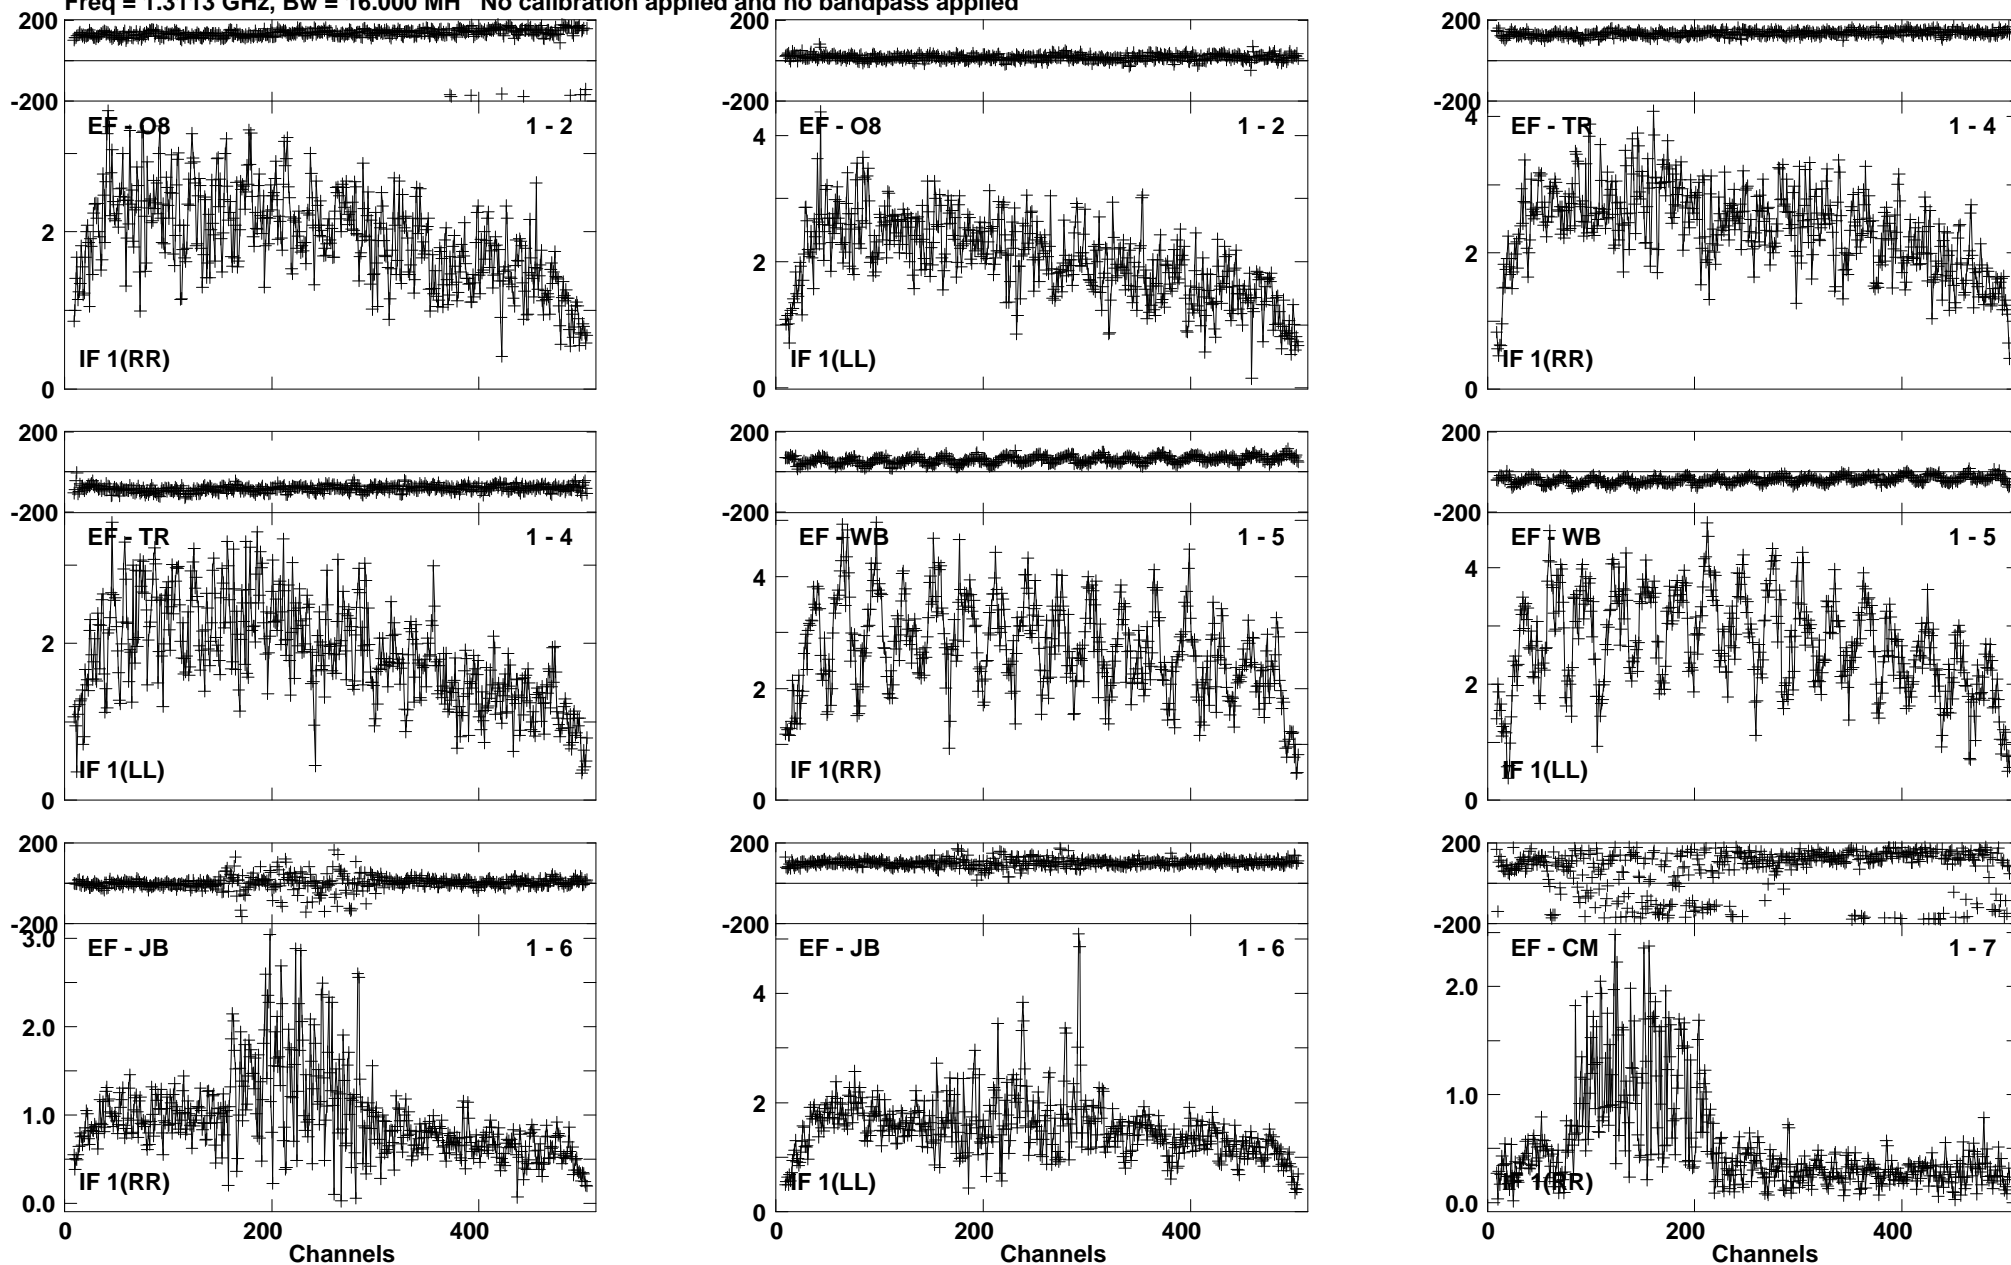 Freq = 1.3113 GHz, Bw = 16.000 MH No calibration applied and no bandpass applied
200
-200
EF - O8
1 - 2
2
0
IF 1(RR)
EF - O8
1 - 2
200
-200
4
2
0
IF 1(LL)
200
-200
EF - TR
1 - 4
4
2
0
IF 1(RR)
200
-200
EF - TR
1 - 4
2
0
IF 1(LL)
200
-200
EF - WB
1 - 5
4
2
0
IF 1(RR)
200
-200
EF - WB
1 - 5
4
2
0
IF 1(LL)
200
-200
EF - JB
1 - 6
3.0
2.0
1.0
0.0
IF 1(RR)
0 200 400
Channels
200
-200
EF - JB
1 - 6
4
2
0
IF 1(LL)
0 200 400
Channels
200
-200
EF - CM
1 - 7
2.0
1.0
0.0
IF 1(RR)
0 200 400
Channels